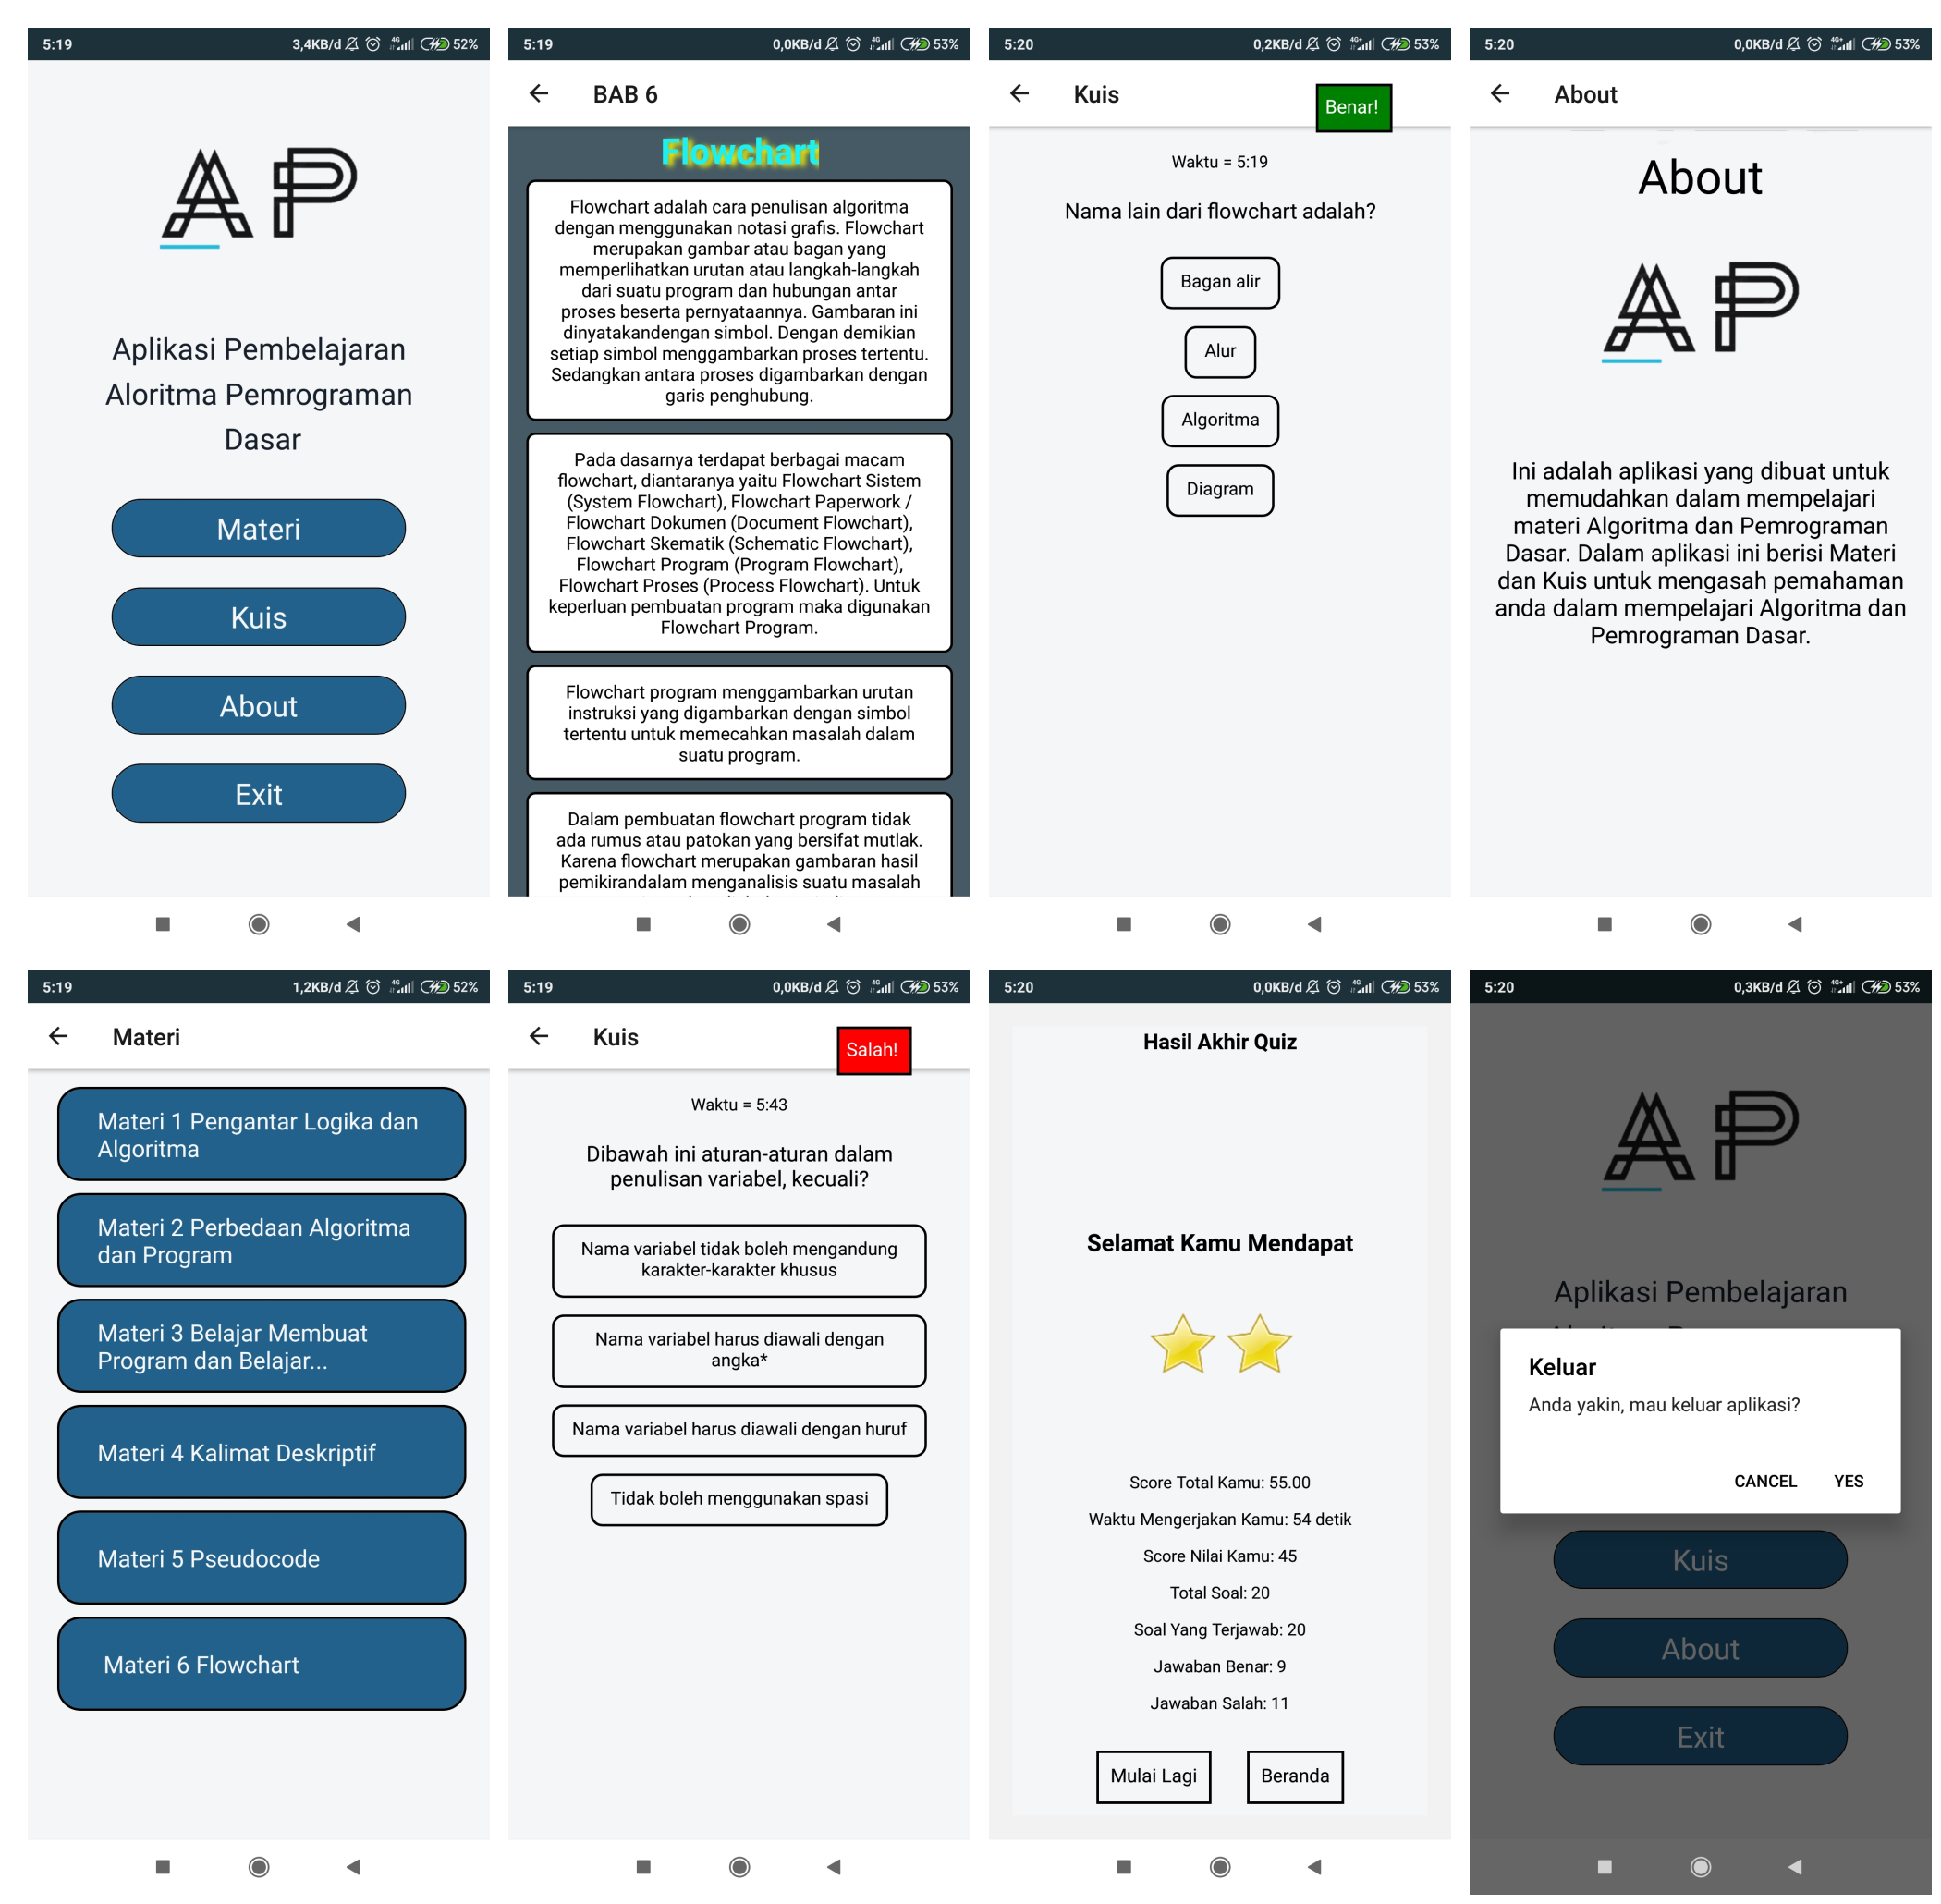 5:19
3,4KB/d 4G 52%
AP
Aplikasi Pembelajaran
Aloritma Pemrograman
Dasar
Materi
Kuis
About
Exit
5:19
0,0KB/d 4G 53%
BAB 6
Flowchart
Flowchart adalah cara penulisan algoritma
dengan menggunakan notasi grafis. Flowchart
merupakan gambar atau bagan yang
memperlihatkan urutan atau langkah-langkah
dari suatu program dan hubungan antar
proses beserta pernyataannya. Gambaran ini
dinyatakandengan simbol. Dengan demikian
setiap simbol menggambarkan proses tertentu.
Sedangkan antara proses digambarkan dengan
garis penghubung.
Pada dasarnya terdapat berbagai macam
flowchart, diantaranya yaitu Flowchart Sistem
(System Flowchart), Flowchart Paperwork /
Flowchart Dokumen (Document Flowchart),
Flowchart Skematik (Schematic Flowchart),
Flowchart Program (Program Flowchart),
Flowchart Proses (Process Flowchart). Untuk
keperluan pembuatan program maka digunakan
Flowchart Program.
Flowchart program menggambarkan urutan
instruksi yang digambarkan dengan simbol
tertentu untuk memecahkan masalah dalam
suatu program.
Dalam pembuatan flowchart program tidak
ada rumus atau patokan yang bersifat mutlak.
Karena flowchart merupakan gambaran hasil
pemikirandalam menganalisis suatu masalah
5:20
0,2KB/d 4G+ 53%
Kuis
Benar!
Waktu = 5:19
Nama lain dari flowchart adalah?
Bagan alir
Alur
Algoritma
Diagram
5:20
0,0KB/d 4G+ 53%
About
About
AP
Ini adalah aplikasi yang dibuat untuk
memudahkan dalam mempelajari
materi Algoritma dan Pemrograman
Dasar. Dalam aplikasi ini berisi Materi
dan Kuis untuk mengasah pemahaman
anda dalam mempelajari Algoritma dan
Pemrograman Dasar.
5:19
1,2KB/d 4G 52%
Materi
Materi 1 Pengantar Logika dan
Algoritma
Materi 2 Perbedaan Algoritma
dan Program
Materi 3 Belajar Membuat
Program dan Belajar...
Materi 4 Kalimat Deskriptif
Materi 5 Pseudocode
Materi 6 Flowchart
5:19
0,0KB/d 4G 53%
Kuis
Salah!
Waktu = 5:43
Dibawah ini aturan-aturan dalam
penulisan variabel, kecuali?
Nama variabel tidak boleh mengandung
karakter-karakter khusus
Nama variabel harus diawali dengan
angka*
Nama variabel harus diawali dengan huruf
Tidak boleh menggunakan spasi
5:20
0,0KB/d 4G 53%
Hasil Akhir Quiz
Selamat Kamu Mendapat
Score Total Kamu: 55.00
Waktu Mengerjakan Kamu: 54 detik
Score Nilai Kamu: 45
Total Soal: 20
Soal Yang Terjawab: 20
Jawaban Benar: 9
Jawaban Salah: 11
Mulai Lagi
Beranda
5:20
0,3KB/d 4G+ 53%
AP
Aplikasi Pembelajaran
Keluar
Anda yakin, mau keluar aplikasi?
CANCEL
YES
Kuis
About
Exit